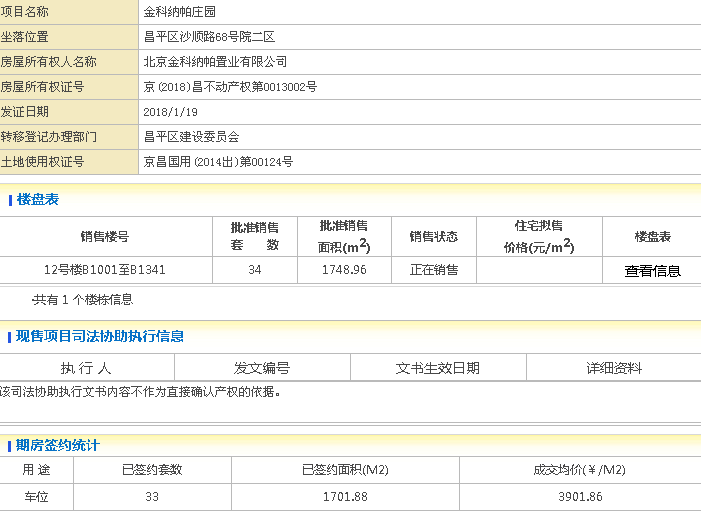 项目名称 金科纳帕庄园
坐落位置 昌平区沙顺路68号院二区
房屋所有权人名称 北京金科纳帕置业有限公司
房屋所有权证号 京(2018)昌不动产权第0013002号
发证日期 2018/1/19
转移登记办理部门 昌平区建设委员会
土地使用权证号 京昌国用(2014出)第00124号
楼盘表
销售楼号 批准销售套 数 批准销售面积(m2) 销售状态 住宅拟售价格(元/m2) 楼盘表
12号楼B1001至B1341 34 1748.96 正在销售 查看信息
·共有 1 个楼栋信息
现售项目司法协助执行信息
执 行 人 发文编号 文书生效日期 详细资料
该司法协助执行文书内容不作为直接确认产权的依据。
期房签约统计
用 途 已签约套数 已签约面积(M2) 成交均价(￥/M2)
车位 33 1701.88 3901.86